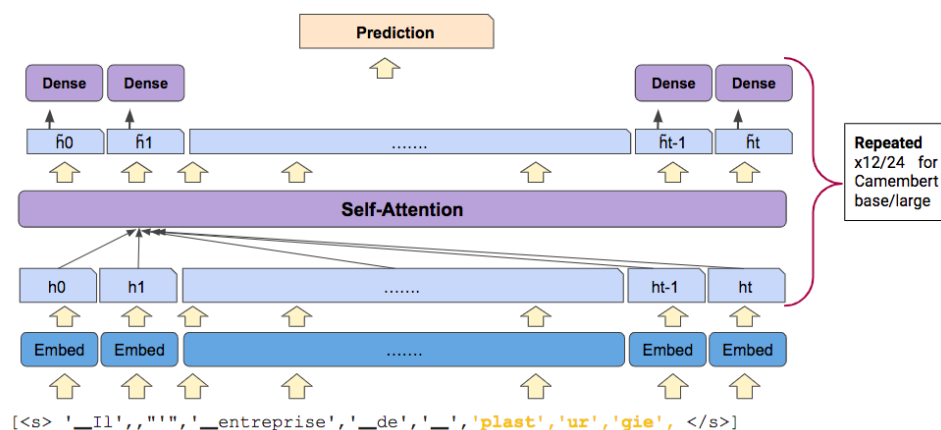 Prediction
Dense Dense Dense Dense
h̃0 h̃1 ....... h̃t-1 h̃t
Repeated
x12/24 for
Camembert
base/large
Self-Attention
h0 h1 ....... ht-1 ht
Embed Embed ....... Embed Embed
[<s> '__Il',,"'",'__entreprise','__de','__','plast','ur','gie', </s>]